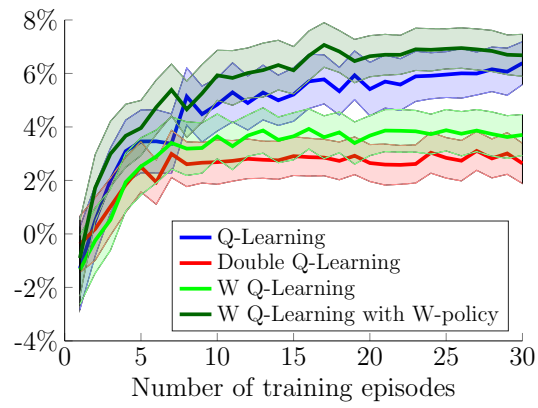 8%
6%
4%
2%
0%
-2%
-4%
Q-Learning
Double Q-Learning
W Q-Learning
W Q-Learning with W-policy
0 5 10 15 20 25 30
Number of training episodes